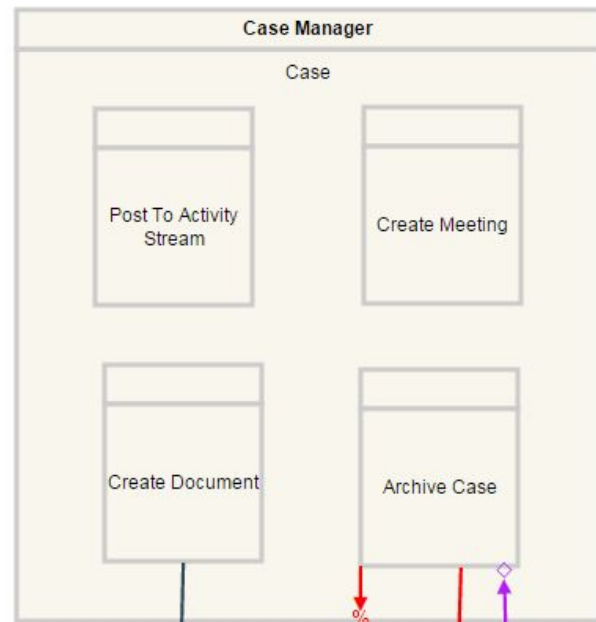 Case Manager
Case
Post To Activity
Stream
Create Meeting
Create Document
Archive Case
%